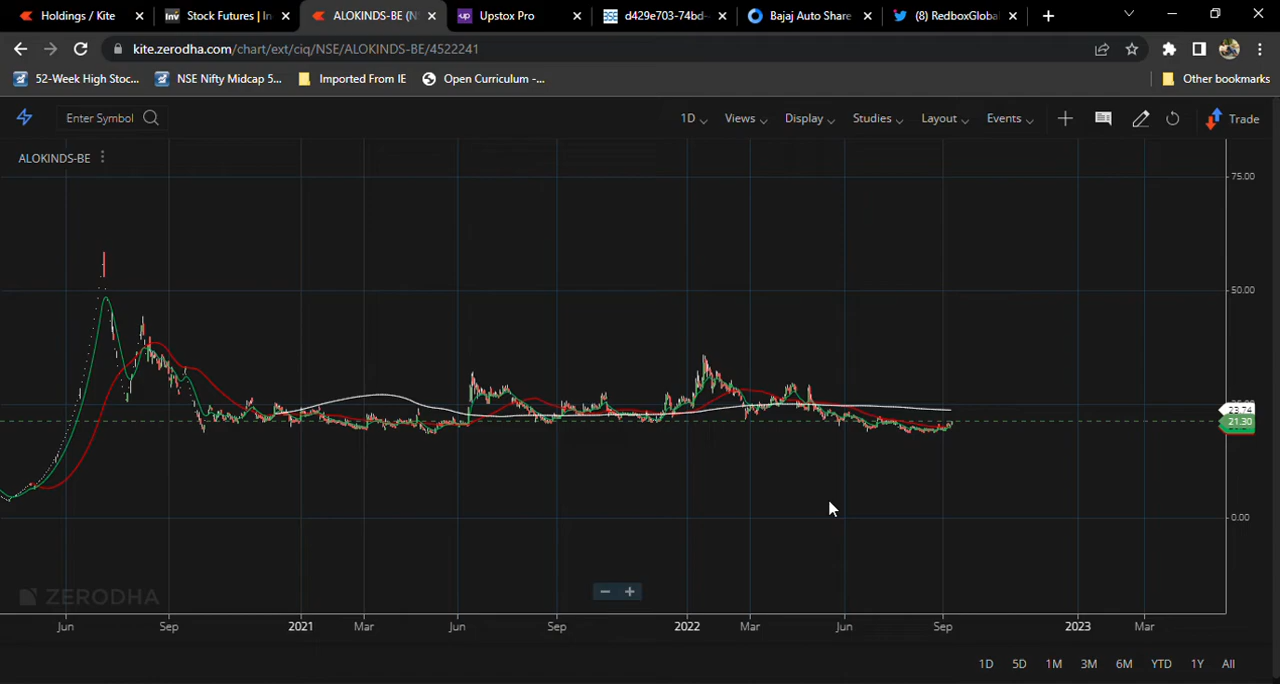 Holdings / Kite
Stock Futures | In
ALOKINDS-BE (N
Upstox Pro
BSE
d429e703-74bd-
Bajaj Auto Share
(8) RedboxGloba
kite.zerodha.com/chart/ext/ciq/NSE/ALOKINDS-BE/4522241
52-Week High Stoc...
NSE Nifty Midcap 5...
Imported From IE
Open Curriculum -...
Other bookmarks
Enter Symbol
1D
Views
Display
Studies
Layout
Events
Trade
ALOKINDS-BE
75.00
50.00
23.74
21.30
0.00
ZERODHA
Jun
Sep
2021
Mar
Jun
Sep
2022
Mar
Jun
Sep
2023
Mar
1D
5D
1M
3M
6M
YTD
1Y
All